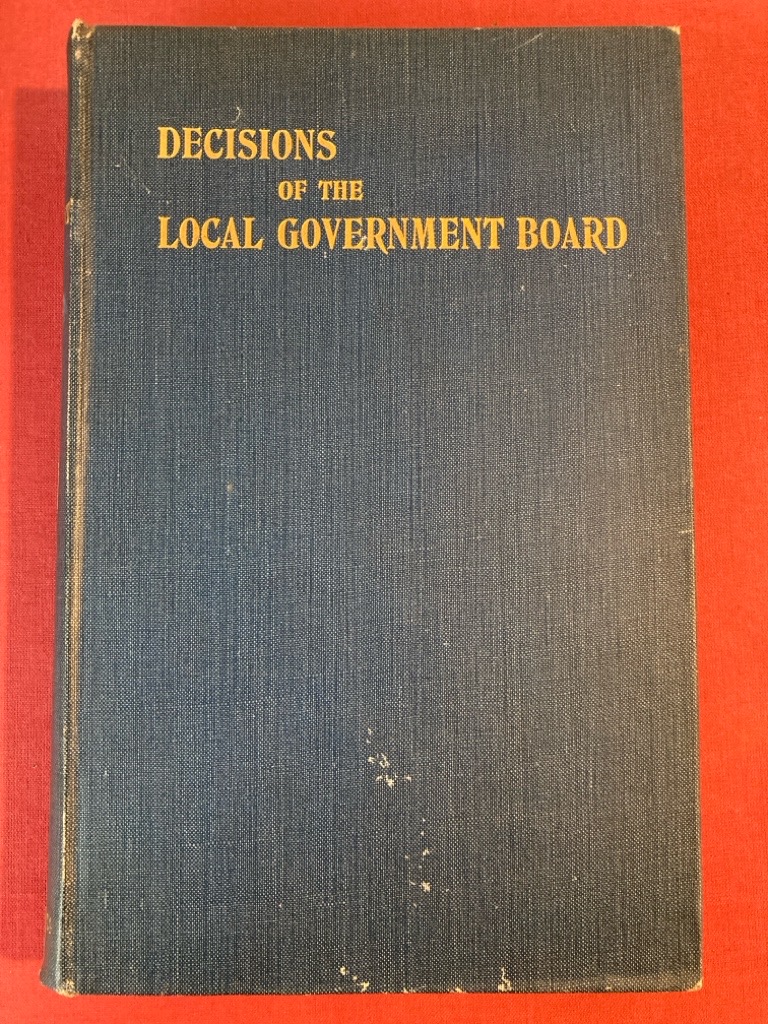 DECISIONS
OF THE
LOCAL GOVERNMENT BOARD